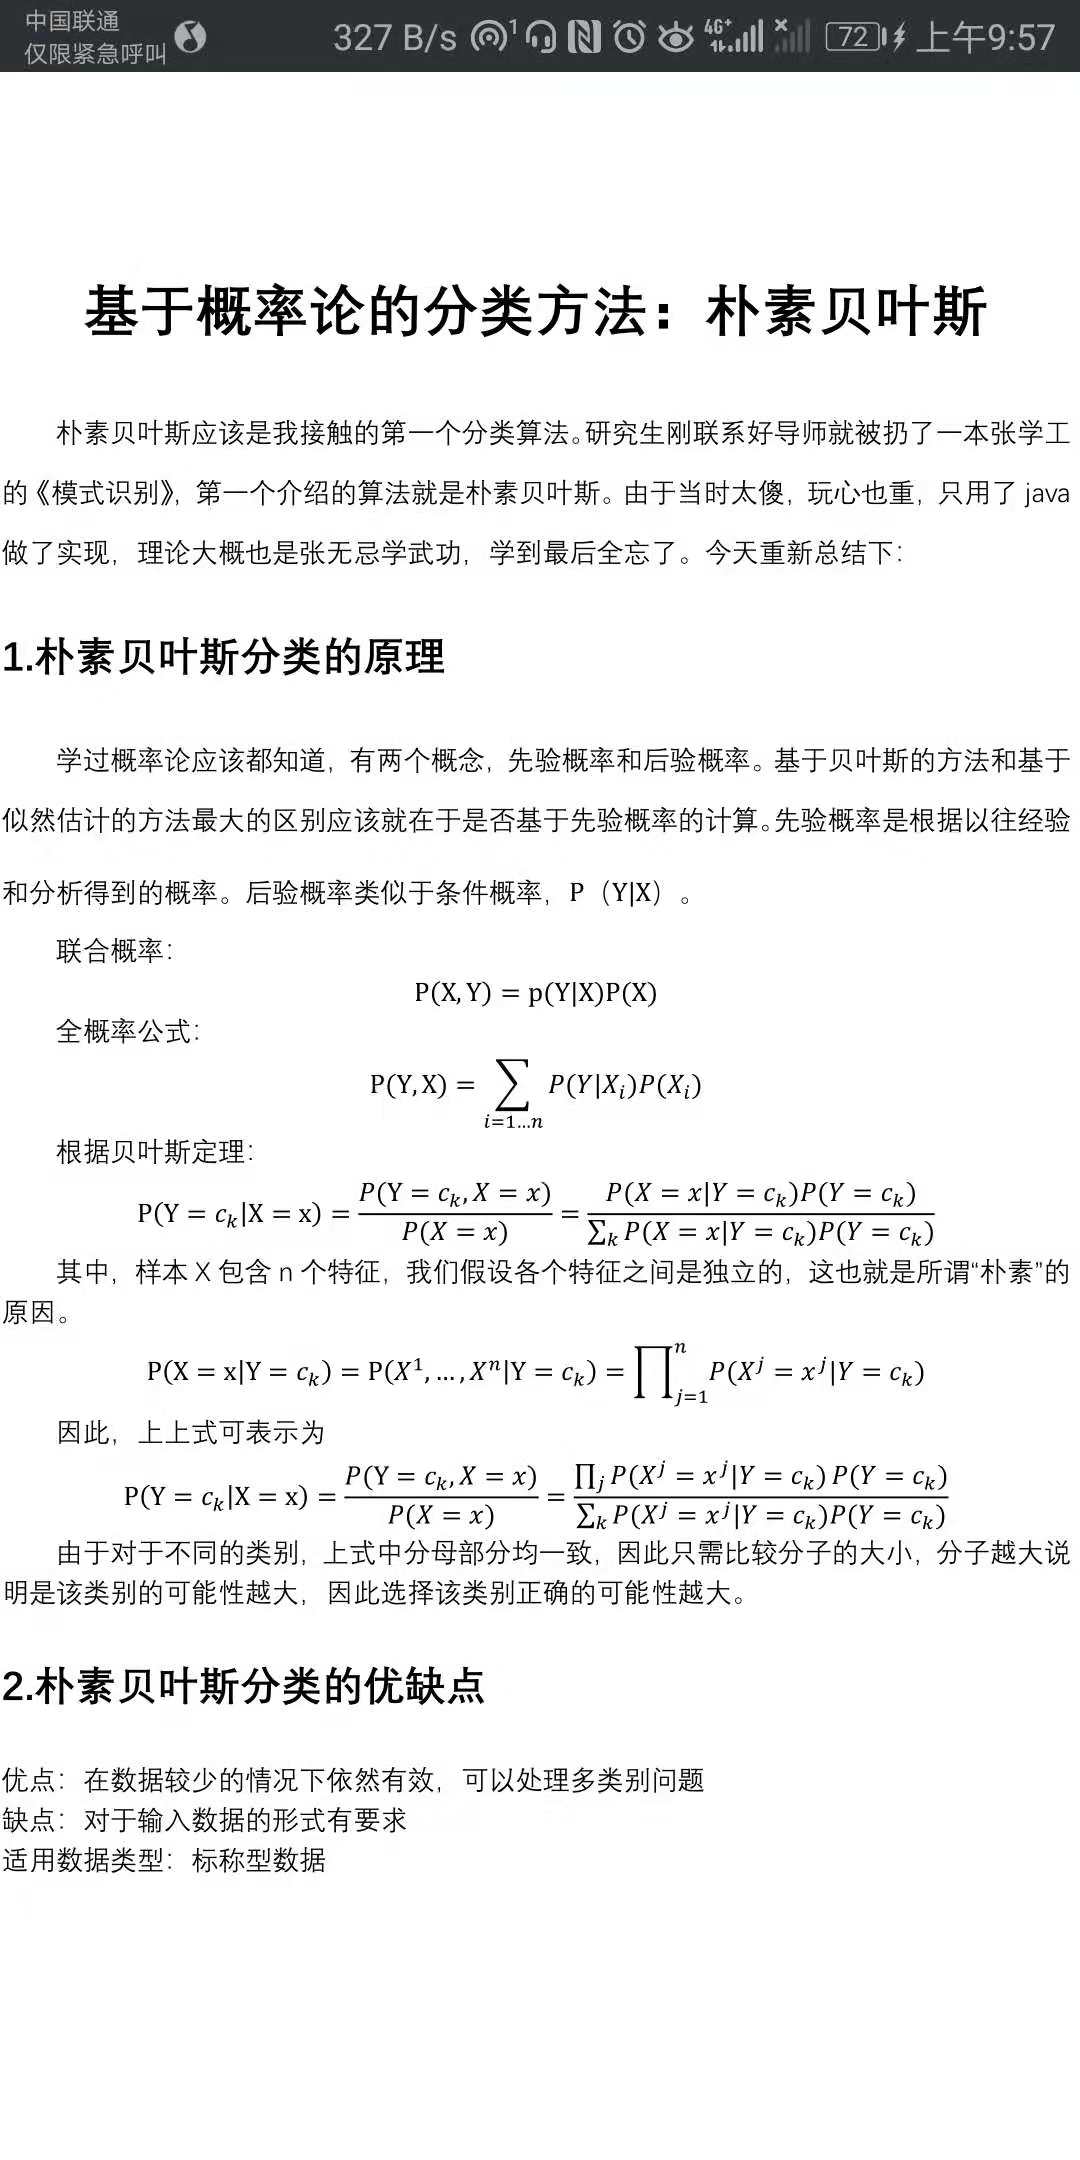 中国联通
仅限紧急呼叫
327 B/s 1 4G+ 72 上午9:57
基于概率论的分类方法：朴素贝叶斯
朴素贝叶斯应该是我接触的第一个分类算法。研究生刚联系好导师就被扔了一本张学工
的《模式识别》，第一个介绍的算法就是朴素贝叶斯。由于当时太傻，玩心也重，只用了 java
做了实现，理论大概也是张无忌学武功，学到最后全忘了。今天重新总结下：
1.朴素贝叶斯分类的原理
学过概率论应该都知道，有两个概念，先验概率和后验概率。基于贝叶斯的方法和基于
似然估计的方法最大的区别应该就在于是否基于先验概率的计算。先验概率是根据以往经验
和分析得到的概率。后验概率类似于条件概率，P（Y|X）。
联合概率：
P(X, Y) = p(Y|X)P(X)
全概率公式：
P(Y, X) = ∑_{i=1…n} P(Y|X_i)P(X_i)
根据贝叶斯定理：
P(Y = c_k|X = x) = P(Y = c_k, X = x) / P(X = x) = P(X = x|Y = c_k)P(Y = c_k) / ∑_k P(X = x|Y = c_k)P(Y = c_k)
其中，样本 X 包含 n 个特征，我们假设各个特征之间是独立的，这也就是所谓“朴素”的
原因。
P(X = x|Y = c_k) = P(X^1, … , X^n|Y = c_k) = ∏_{j=1}^n P(X^j = x^j|Y = c_k)
因此，上上式可表示为
P(Y = c_k|X = x) = P(Y = c_k, X = x) / P(X = x) = ∏_j P(X^j = x^j|Y = c_k) P(Y = c_k) / ∑_k P(X^j = x^j|Y = c_k)P(Y = c_k)
由于对于不同的类别，上式中分母部分均一致，因此只需比较分子的大小，分子越大说
明是该类别的可能性越大，因此选择该类别正确的可能性越大。
2.朴素贝叶斯分类的优缺点
优点：在数据较少的情况下依然有效，可以处理多类别问题
缺点：对于输入数据的形式有要求
适用数据类型：标称型数据